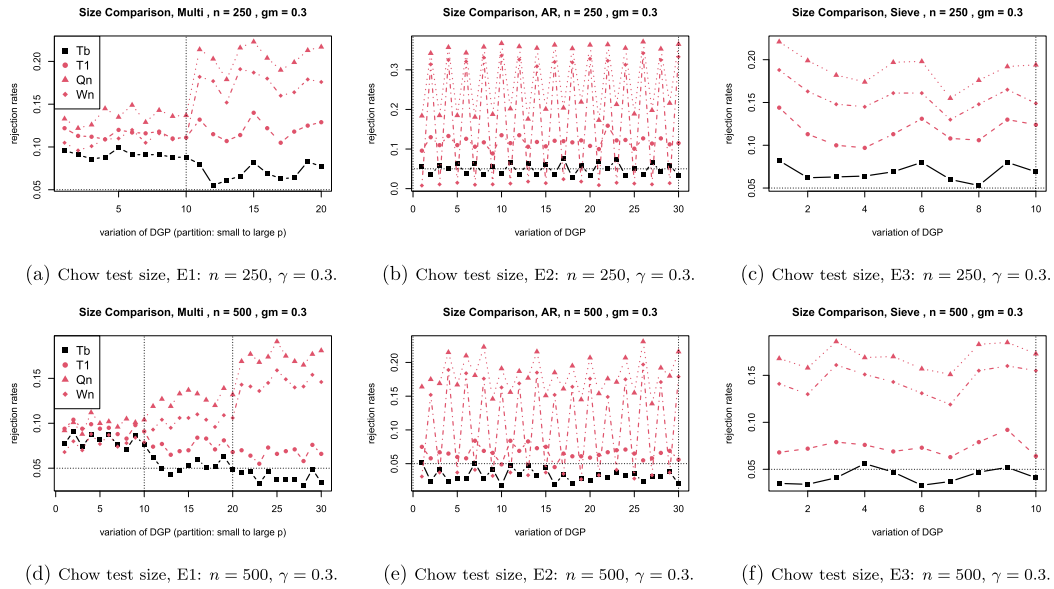 Size Comparison, Multi , n = 250 , gm = 0.3
rejection rates
0.05 0.10 0.15 0.20
Tb
T1
Qn
Wn
5 10 15 20
variation of DGP (partition: small to large p)
(a) Chow test size, E1: n = 250, γ = 0.3.
Size Comparison, AR, n = 250 , gm = 0.3
rejection rates
0.0 0.1 0.2 0.3
0 5 10 15 20 25 30
variation of DGP
(b) Chow test size, E2: n = 250, γ = 0.3.
Size Comparison, Sieve , n = 250 , gm = 0.3
rejection rates
0.05 0.10 0.15 0.20
2 4 6 8 10
variation of DGP
(c) Chow test size, E3: n = 250, γ = 0.3.
Size Comparison, Multi , n = 500 , gm = 0.3
rejection rates
0.05 0.10 0.15
Tb
T1
Qn
Wn
0 5 10 15 20 25 30
variation of DGP (partition: small to large p)
(d) Chow test size, E1: n = 500, γ = 0.3.
Size Comparison, AR, n = 500 , gm = 0.3
rejection rates
0.05 0.10 0.15 0.20
0 5 10 15 20 25 30
variation of DGP
(e) Chow test size, E2: n = 500, γ = 0.3.
Size Comparison, Sieve , n = 500 , gm = 0.3
rejection rates
0.05 0.10 0.15
2 4 6 8 10
variation of DGP
(f) Chow test size, E3: n = 500, γ = 0.3.